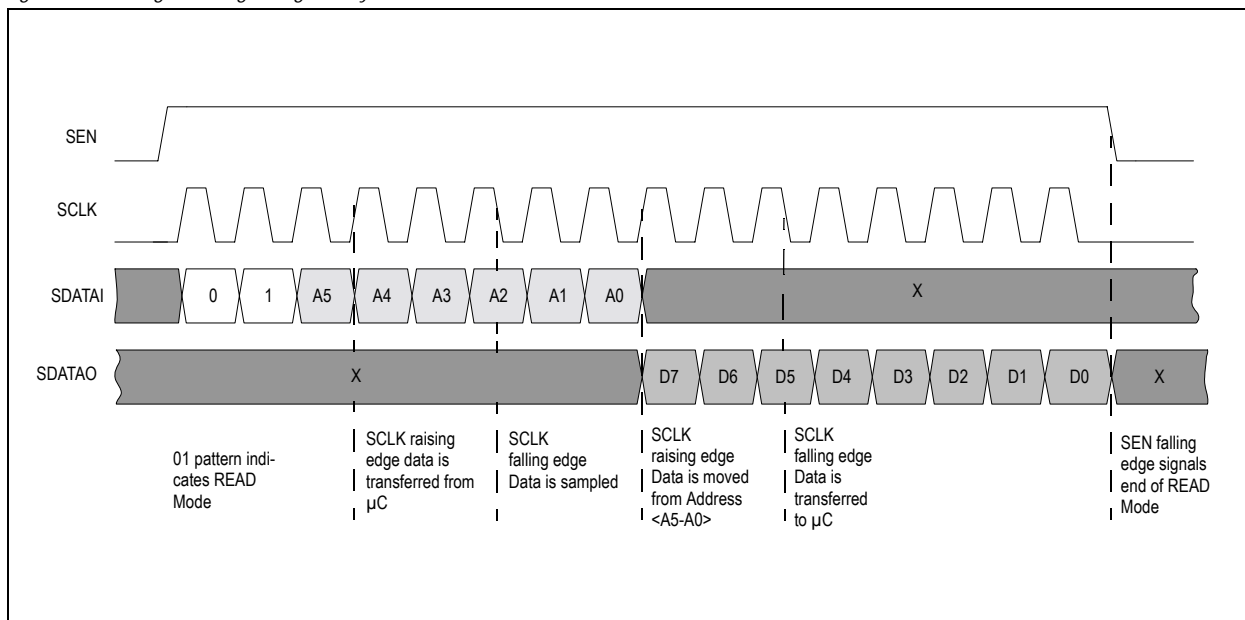 SEN
SCLK
SDATAI
0 1 A5 A4 A3 A2 A1 A0 X
SDATAO
X D7 D6 D5 D4 D3 D2 D1 D0 X
01 pattern indi-
cates READ
Mode
SCLK raising
edge data is
transferred from
µC
SCLK
falling edge
Data is sampled
SCLK
raising edge
Data is moved
from Address
<A5-A0>
SCLK
falling edge
Data is
transferred
to µC
SEN falling
edge signals
end of READ
Mode